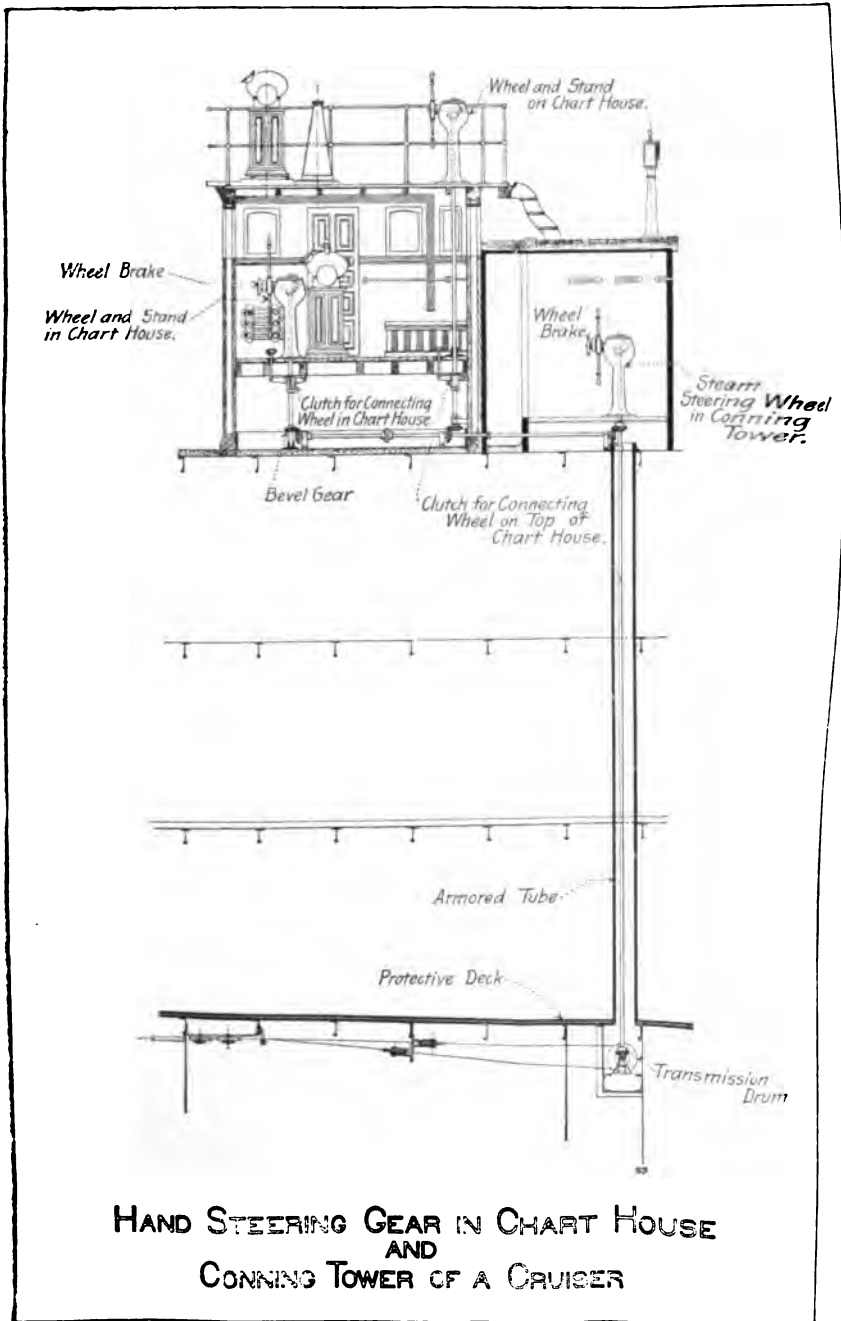 Wheel and Stand
on Chart House.
Wheel Brake
Wheel and Stand
in Chart House.
Wheel
Brake
Steam
Steering Wheel
in Conning
Tower.
Clutch for Connecting
Wheel in Chart House
Bevel Gear
Clutch for Connecting
Wheel on Top of
Chart House.
Armored Tube
Protective Deck
Transmission
Drum
53
HAND STEERING GEAR IN CHART HOUSE
AND
CONNING TOWER OF A CRUISER